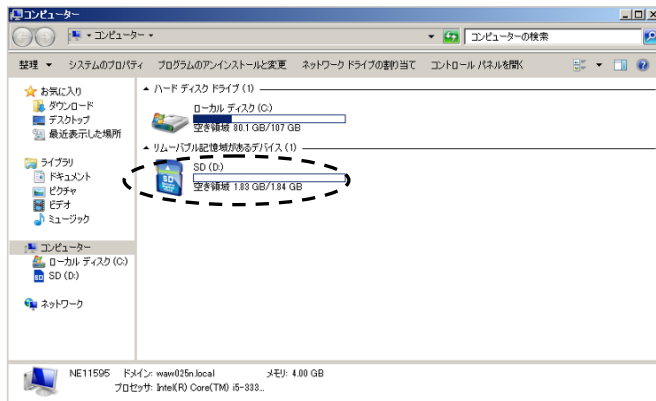 コンピューター
コンピューター
コンピューターの検索
整理 システムのプロパティ プログラムのアンインストールと変更 ネットワーク ドライブの割り当て コントロール パネルを開く
お気に入り
ダウンロード
デスクトップ
最近表示した場所
ライブラリ
ドキュメント
ピクチャ
ビデオ
ミュージック
コンピューター
ローカル ディスク (C:)
SD (D:)
ネットワーク
ハード ディスク ドライブ (1)
ローカル ディスク (C:)
空き領域 80.1 GB/107 GB
リムーバブル記憶域があるデバイス (1)
SD (D:)
空き領域 1.83 GB/1.84 GB
NE11595 ドメイン: waw025n.local メモリ: 4.00 GB
プロセッサ: Intel(R) Core(TM) i5-333...